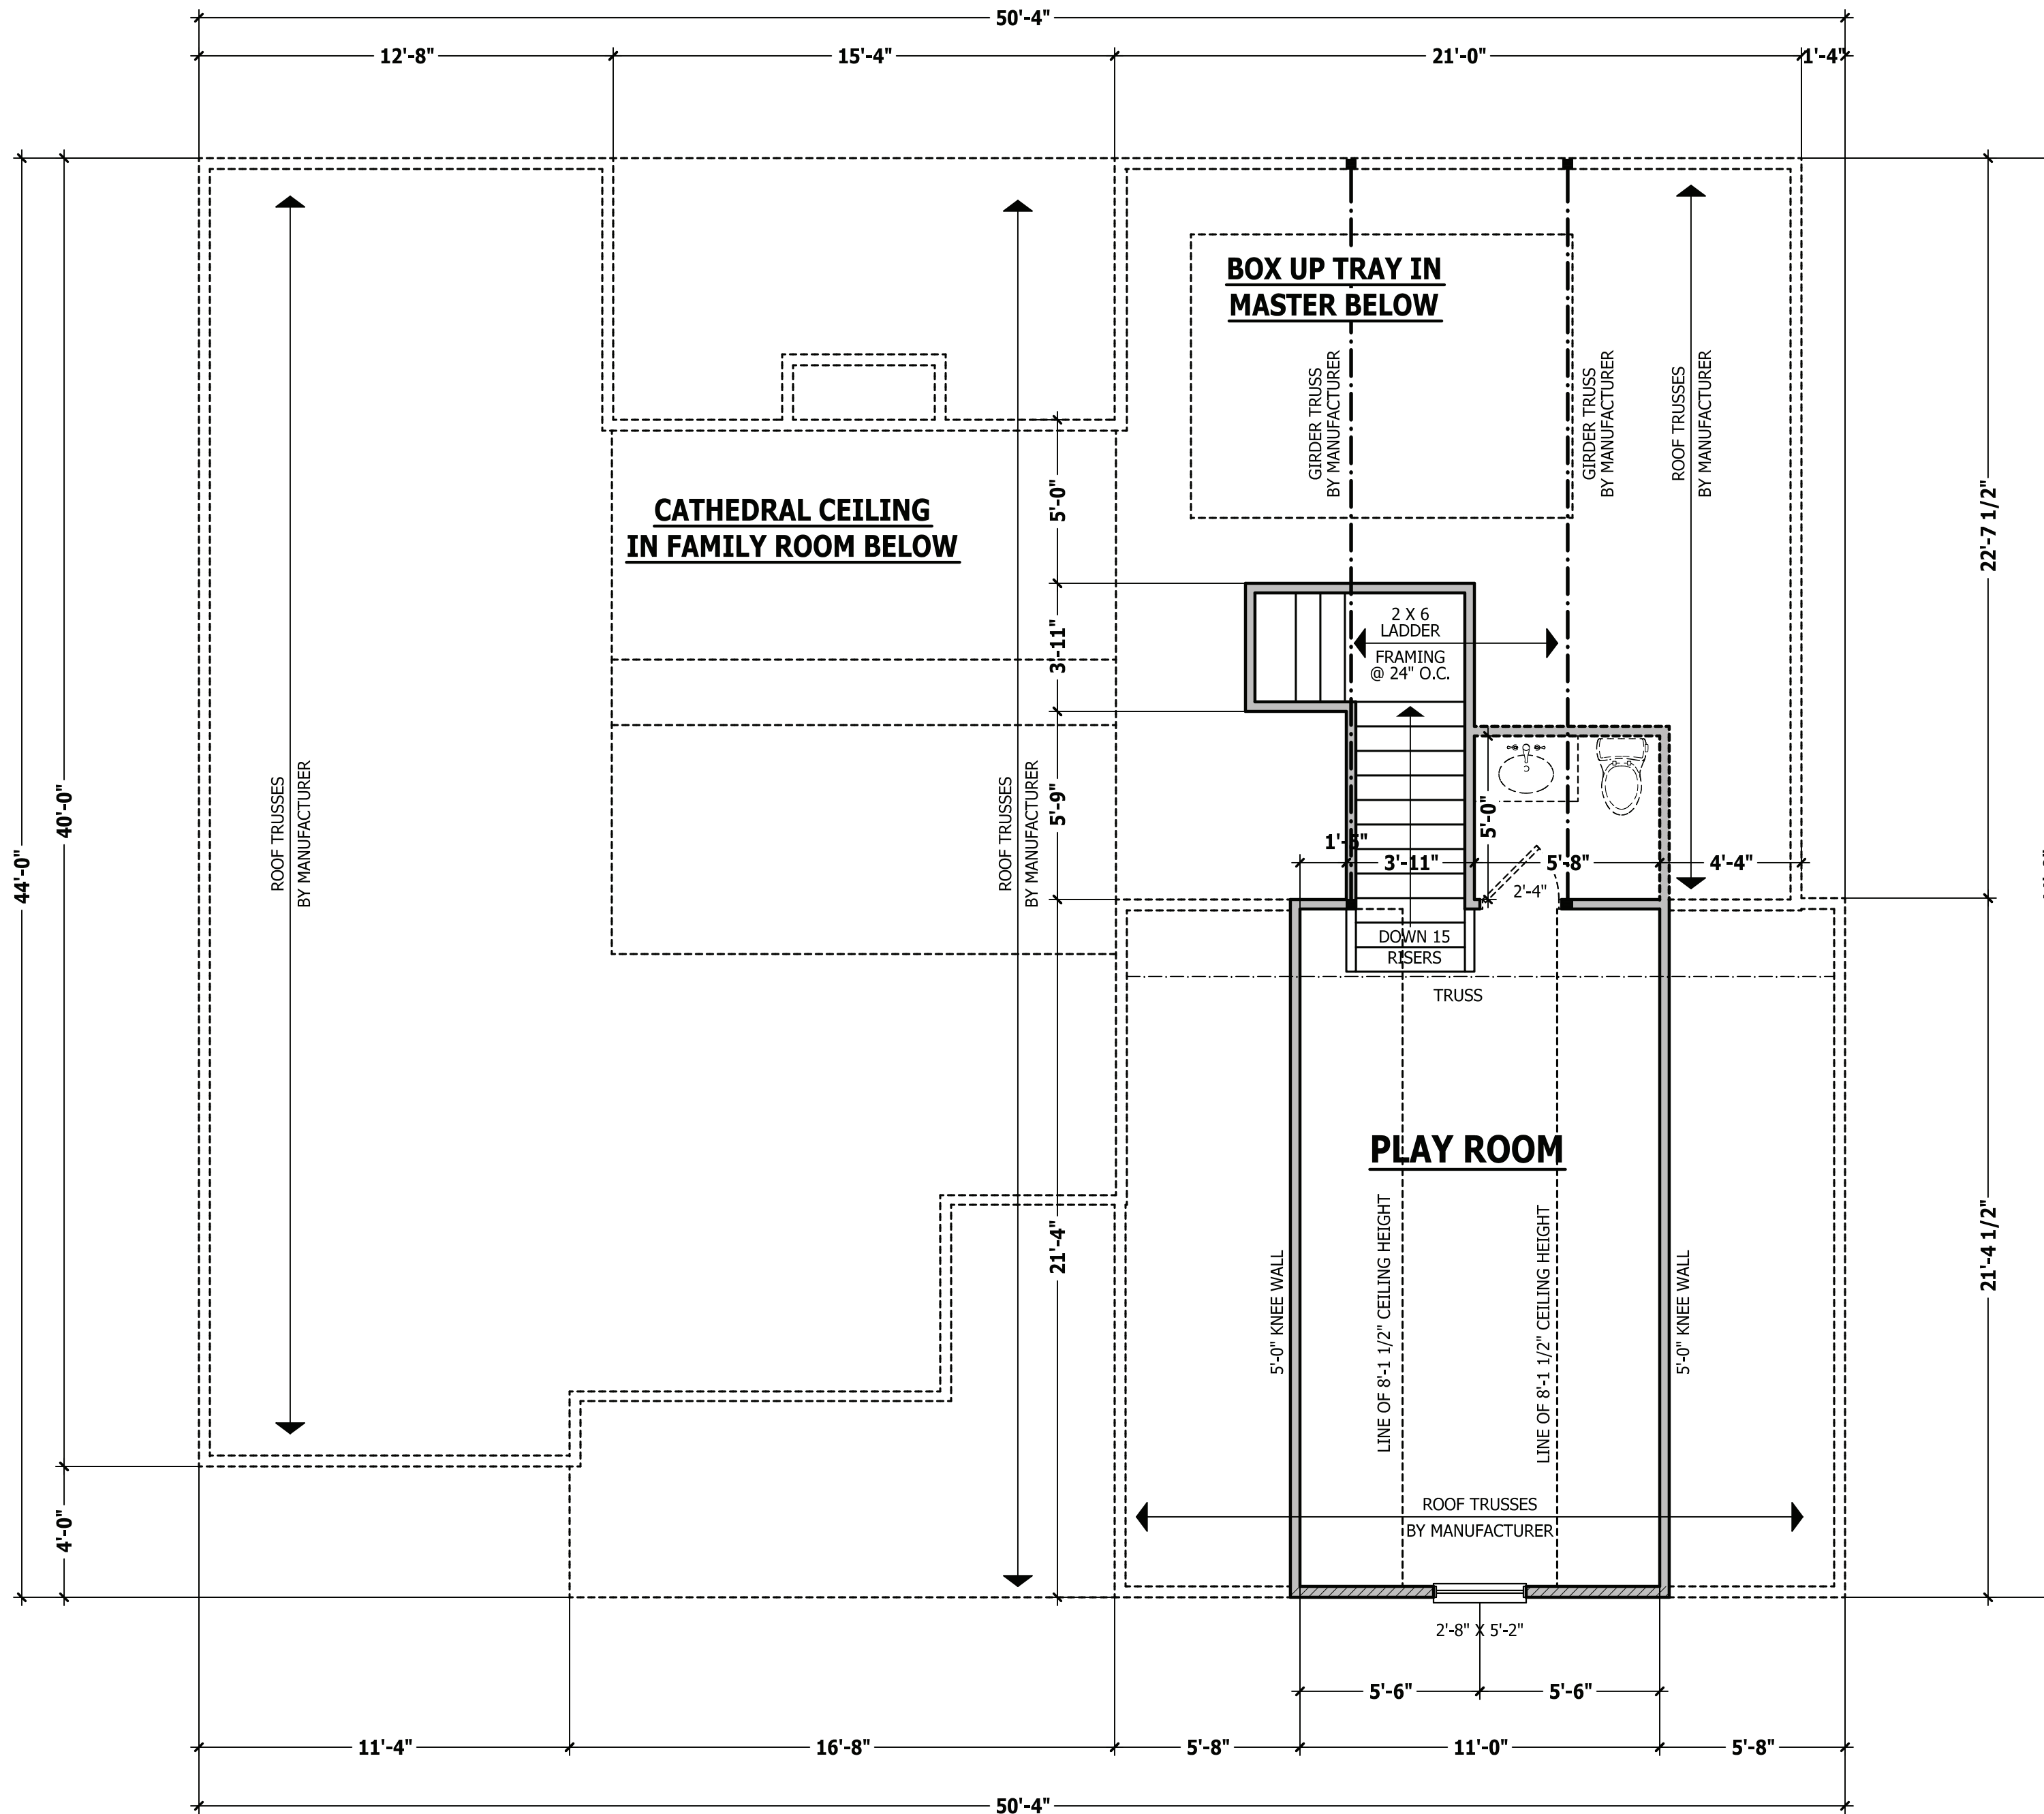 50'-4"
12'-8"
15'-4"
21'-0"
1'-4"
BOX UP TRAY IN
MASTER BELOW
GIRDER TRUSS
BY MANUFACTURER
GIRDER TRUSS
BY MANUFACTURER
ROOF TRUSSES
BY MANUFACTURER
CATHEDRAL CEILING
IN FAMILY ROOM BELOW
5'-0"
22'-7 1/2"
2 X 6
LADDER
FRAMING
@ 24" O.C.
3'-11"
ROOF TRUSSES
BY MANUFACTURER
ROOF TRUSSES
BY MANUFACTURER
40'-0"
44'-0"
5'-9"
5'-0"
3'-11"
5'-8"
4'-4"
2'-4"
DOWN 15
RISERS
TRUSS
PLAY ROOM
21'-4"
5'-0" KNEE WALL
LINE OF 8'-1 1/2" CEILING HEIGHT
LINE OF 8'-1 1/2" CEILING HEIGHT
5'-0" KNEE WALL
21'-4 1/2"
ROOF TRUSSES
BY MANUFACTURER
4'-0"
2'-8" X 5'-2"
5'-6"
5'-6"
11'-4"
16'-8"
5'-8"
11'-0"
5'-8"
50'-4"